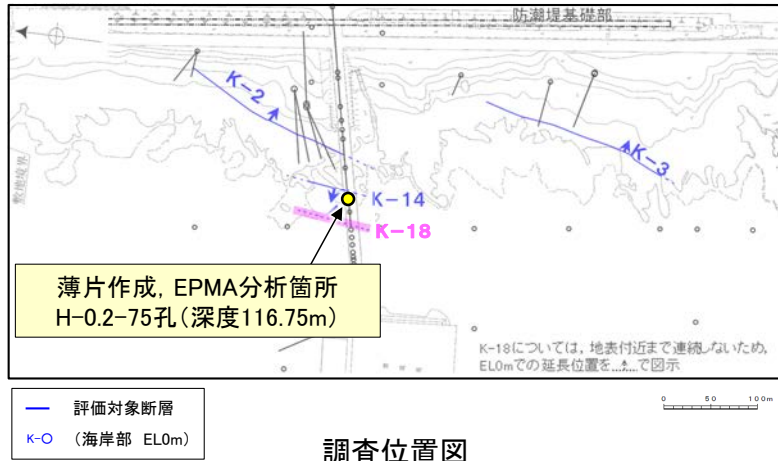 防潮堤基礎部
K-2
K-3
敷地境界
K-14
K-18
薄片作成, EPMA分析箇所
H-0.2-75孔(深度116.75m)
K-18については, 地表付近まで連続しないため,
EL0mでの延長位置を で図示
評価対象断層
K-○ (海岸部 EL0m)
0 50 100m
調査位置図